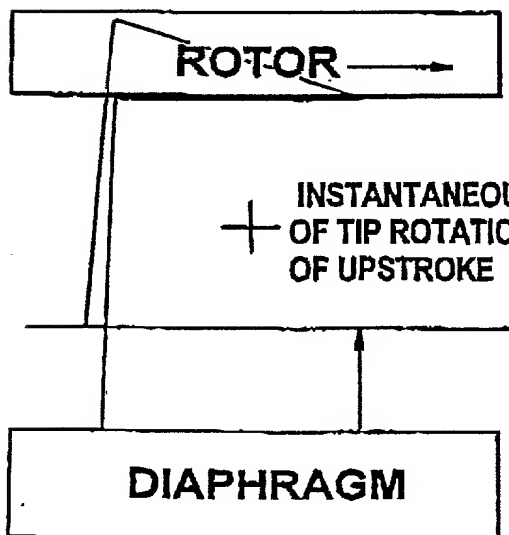 ROTOR
INSTANTANEOU
OF TIP ROTATIO
OF UPSTROKE
DIAPHRAGM